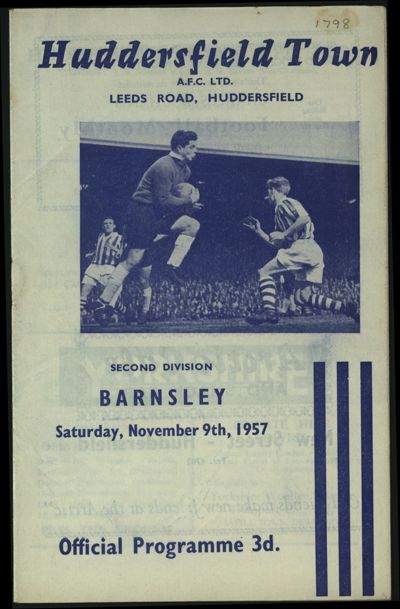 1798
Huddersfield Town
A.F.C. LTD.
LEEDS ROAD, HUDDERSFIELD
SECOND DIVISION
BARNSLEY
Saturday, November 9th, 1957
Official Programme 3d.